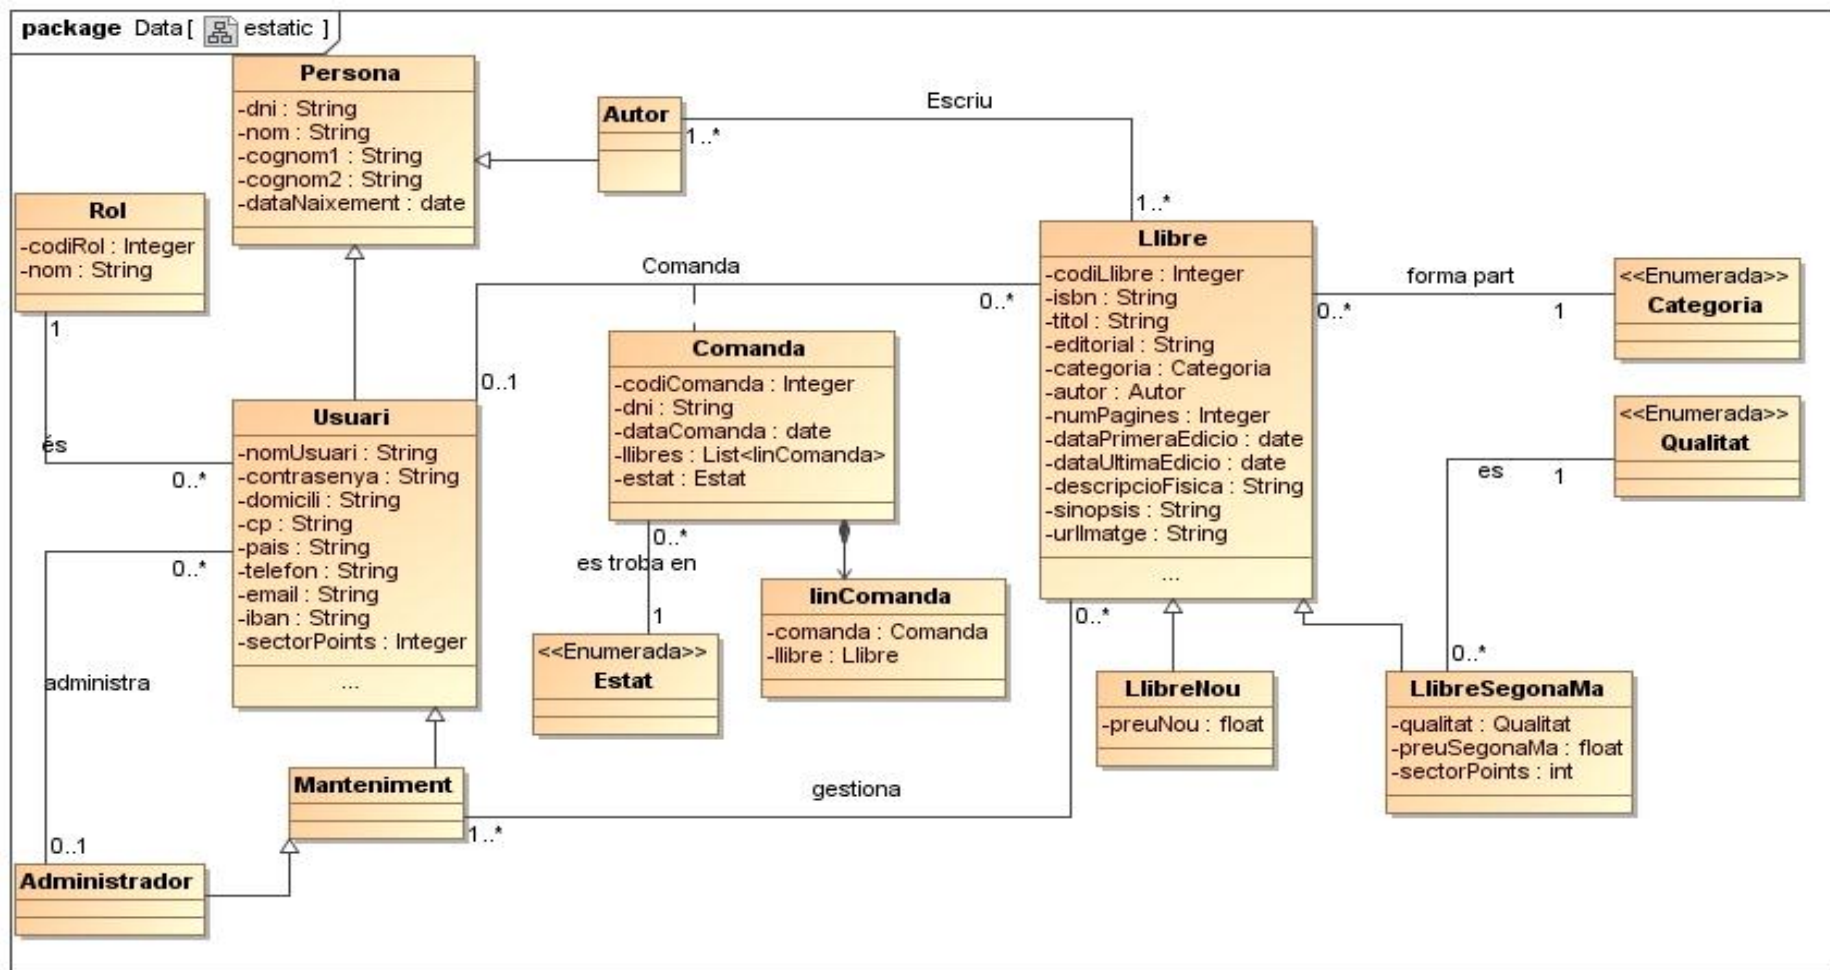 package Data [ estatic ]
Persona
-dni : String
-nom : String
-cognom1 : String
-cognom2 : String
-dataNaixement : date
Autor
1..*
Escriu
1..*
Rol
-codiRol : Integer
-nom : String
1
és
0..*
Usuari
-nomUsuari : String
-contrasenya : String
-domicili : String
-cp : String
-pais : String
-telefon : String
-email : String
-iban : String
-sectorPoints : Integer
...
0..1
Comanda
0..*
Comanda
-codiComanda : Integer
-dni : String
-dataComanda : date
-llibres : List<linComanda>
-estat : Estat
0..*
es troba en
1
<<Enumerada>>
Estat
linComanda
-comanda : Comanda
-llibre : Llibre
Llibre
-codiLlibre : Integer
-isbn : String
-titol : String
-editorial : String
-categoria : Categoria
-autor : Autor
-numPagines : Integer
-dataPrimeraEdicio : date
-dataUltimaEdicio : date
-descripcioFisica : String
-sinopsis : String
-urlImatge : String
...
0..*
forma part
1
<<Enumerada>>
Categoria
<<Enumerada>>
Qualitat
es
1
0..*
LlibreNou
-preuNou : float
LlibreSegonaMa
-qualitat : Qualitat
-preuSegonaMa : float
-sectorPoints : int
0..*
gestiona
1..*
Manteniment
0..*
administra
0..1
Administrador